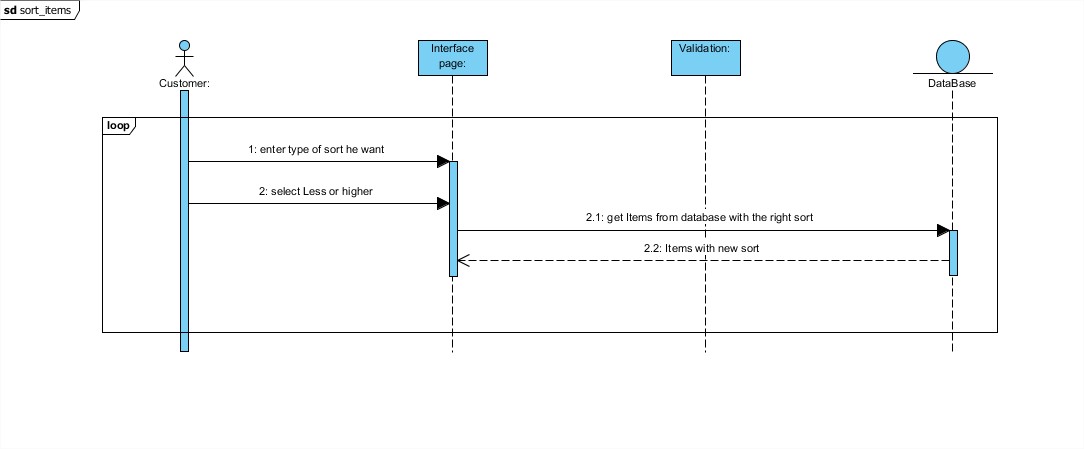 sd sort_items
Customer:
Interface
page:
Validation:
DataBase
loop
1: enter type of sort he want
2: select Less or higher
2.1: get Items from database with the right sort
2.2: Items with new sort